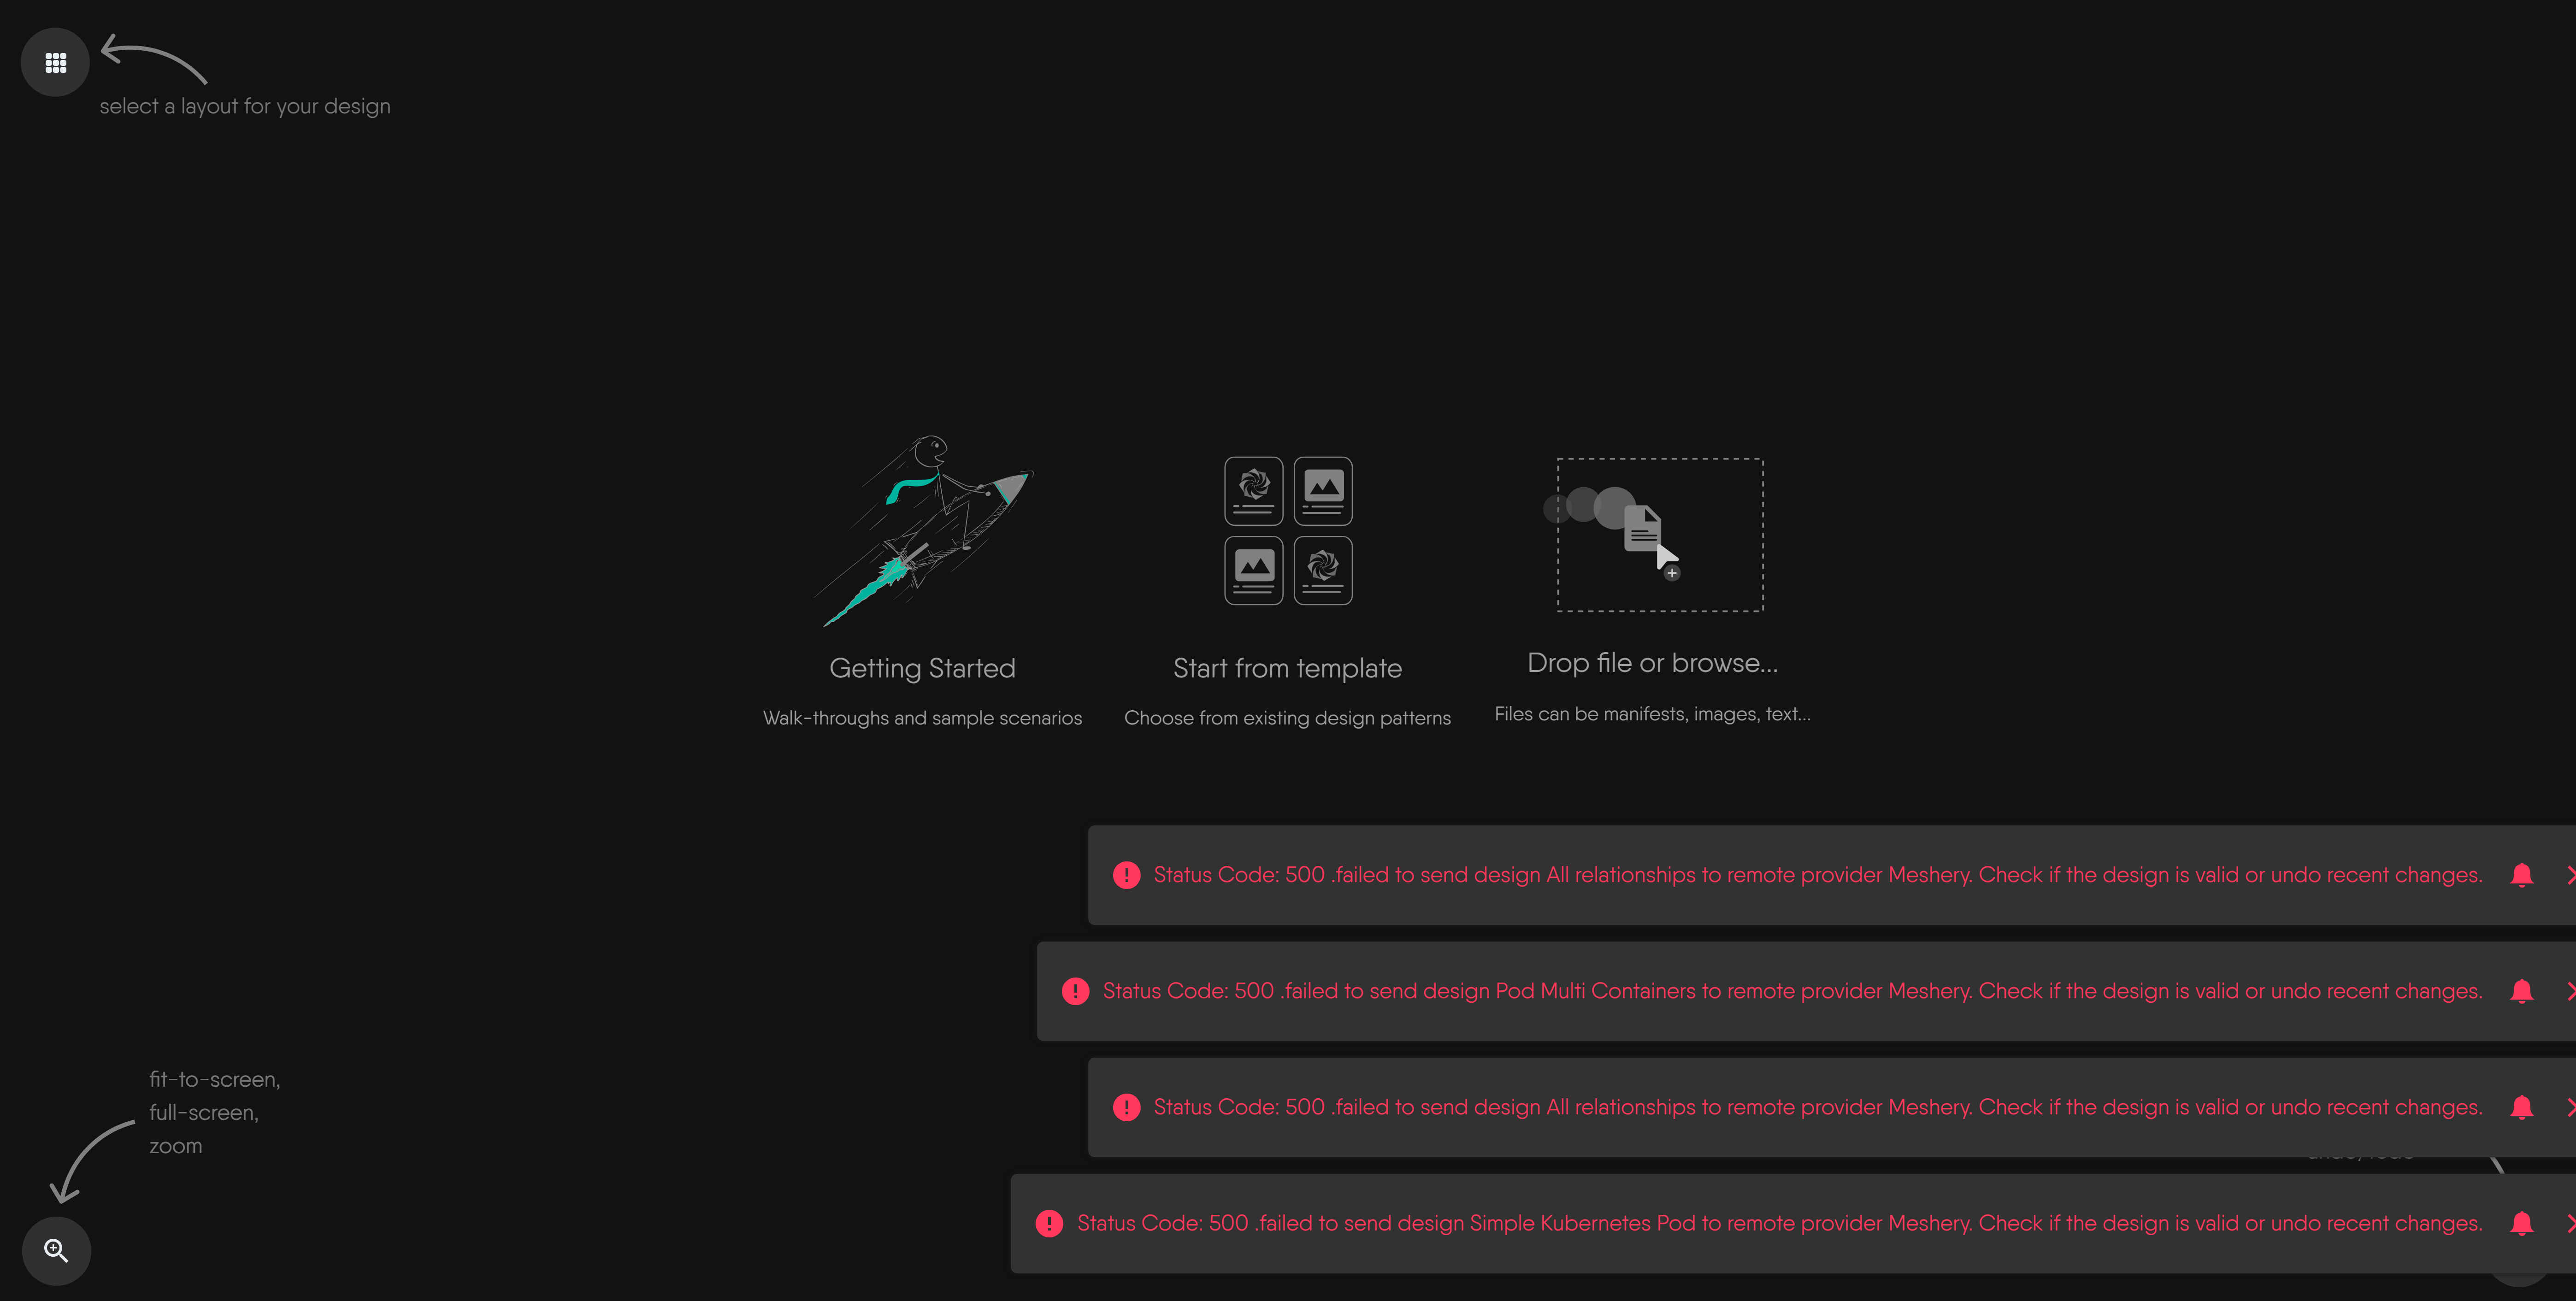 select a layout for your design
Getting Started
Walk-throughs and sample scenarios
Start from template
Choose from existing design patterns
Drop file or browse...
Files can be manifests, images, text...
Status Code: 500 .failed to send design All relationships to remote provider Meshery. Check if the design is valid or undo recent changes.
Status Code: 500 .failed to send design Pod Multi Containers to remote provider Meshery. Check if the design is valid or undo recent changes.
Status Code: 500 .failed to send design All relationships to remote provider Meshery. Check if the design is valid or undo recent changes.
Status Code: 500 .failed to send design Simple Kubernetes Pod to remote provider Meshery. Check if the design is valid or undo recent changes.
fit-to-screen,
full-screen,
zoom